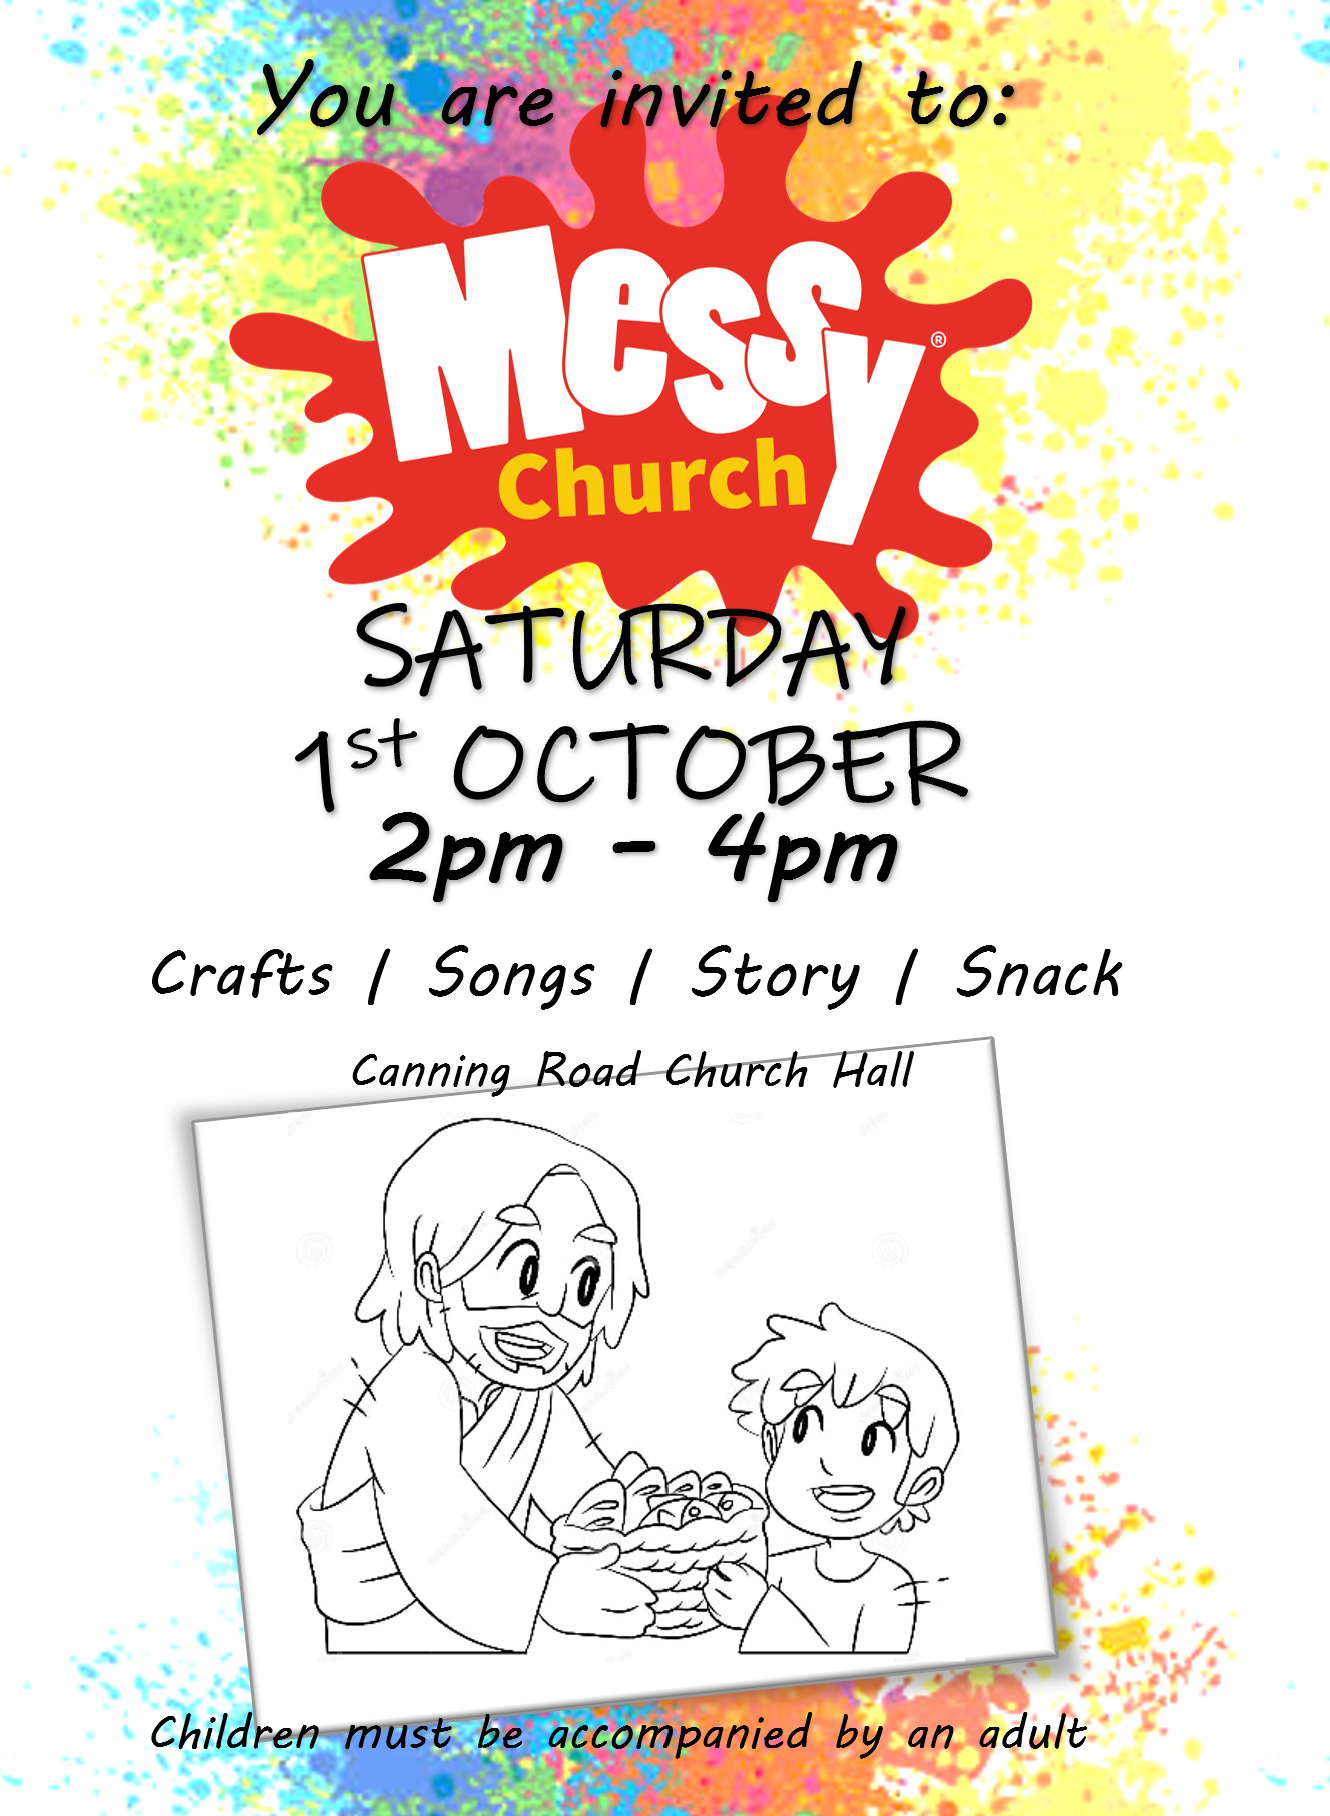 You are invited to:
Messy®
Church
SATURDAY
1st OCTOBER
2pm - 4pm
Crafts / Songs / Story / Snack
Canning Road Church Hall
Children must be accompanied by an adult